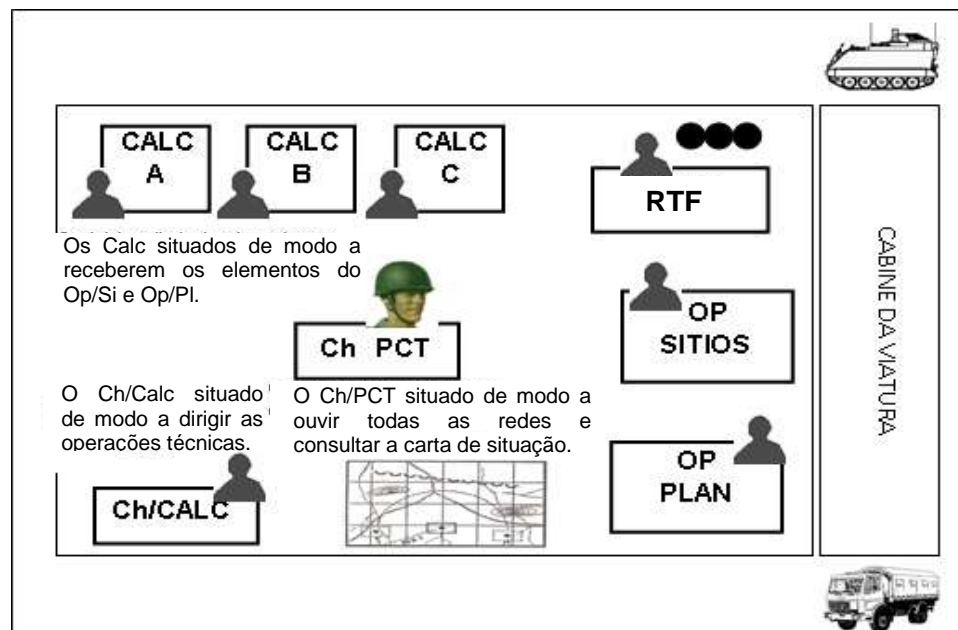 CALC
A
CALC
B
CALC
C
RTF
Os Calc situados de modo a
receberem os elementos do
Op/Si e Op/Pl.
Ch PCT
OP
SITIOS
O Ch/Calc situado
de modo a dirigir as
operações técnicas.
O Ch/PCT situado de modo a
ouvir todas as redes e
consultar a carta de situação.
Ch/CALC
OP
PLAN
CABINE DA VIATURA